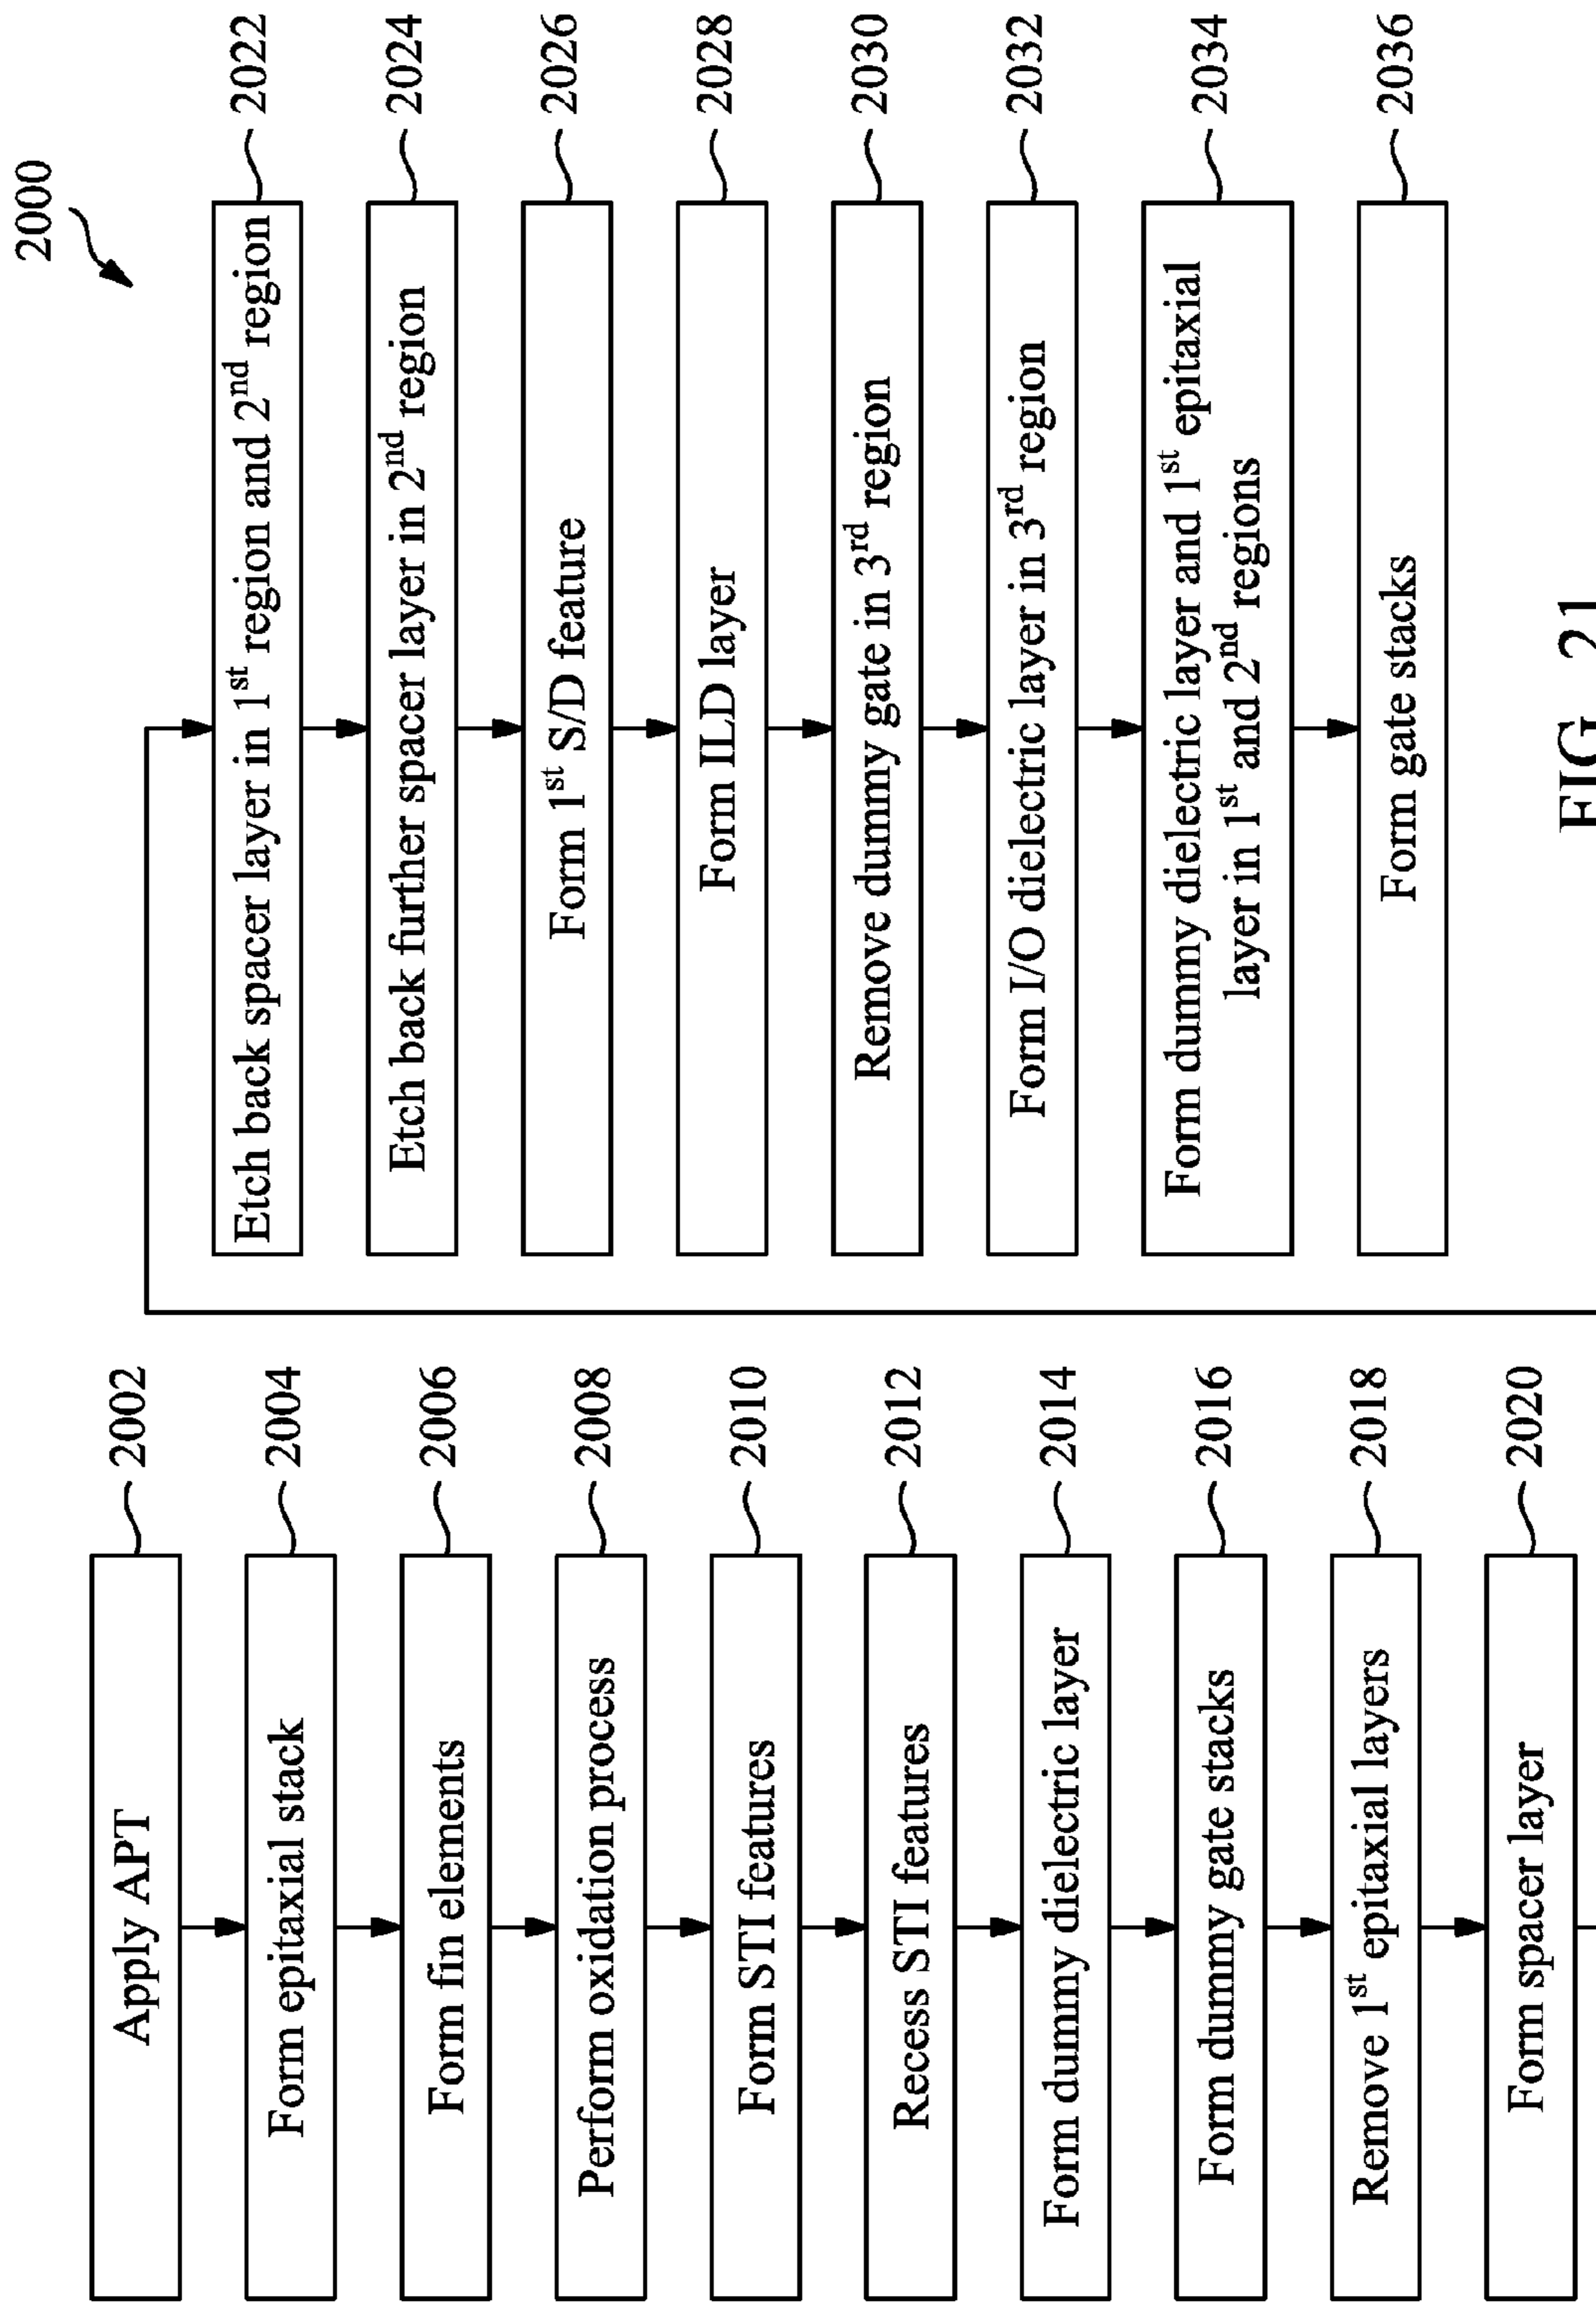 2000
Apply APT
2002
Form epitaxial stack
2004
Form fin elements
2006
Perform oxidation process
2008
Form STI features
2010
Recess STI features
2012
Form dummy dielectric layer
2014
Form dummy gate stacks
2016
Remove 1st epitaxial layers
2018
Form spacer layer
2020
Etch back spacer layer in 1st region and 2nd region
2022
Etch back further spacer layer in 2nd region
2024
Form 1st S/D feature
2026
Form ILD layer
2028
Remove dummy gate in 3rd region
2030
Form I/O dielectric layer in 3rd region
2032
Form dummy dielectric layer and 1st epitaxial
layer in 1st and 2nd regions
2034
Form gate stacks
2036
FIG. 21